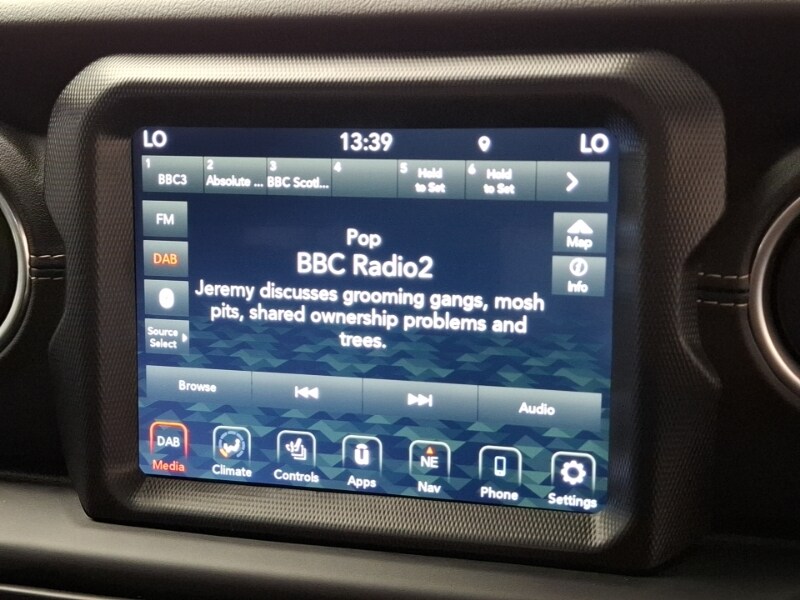 LO 13:39 LO
1 BBC3 2 Absolute ... 3 BBC Scotl... 4 5 Hold to Set 6 Hold to Set
FM
DAB
Source
Select
Pop
BBC Radio2
Jeremy discusses grooming gangs, mosh
pits, shared ownership problems and
trees.
Map
Info
Browse Audio
DAB NE
Media Climate Controls Apps Nav Phone Settings